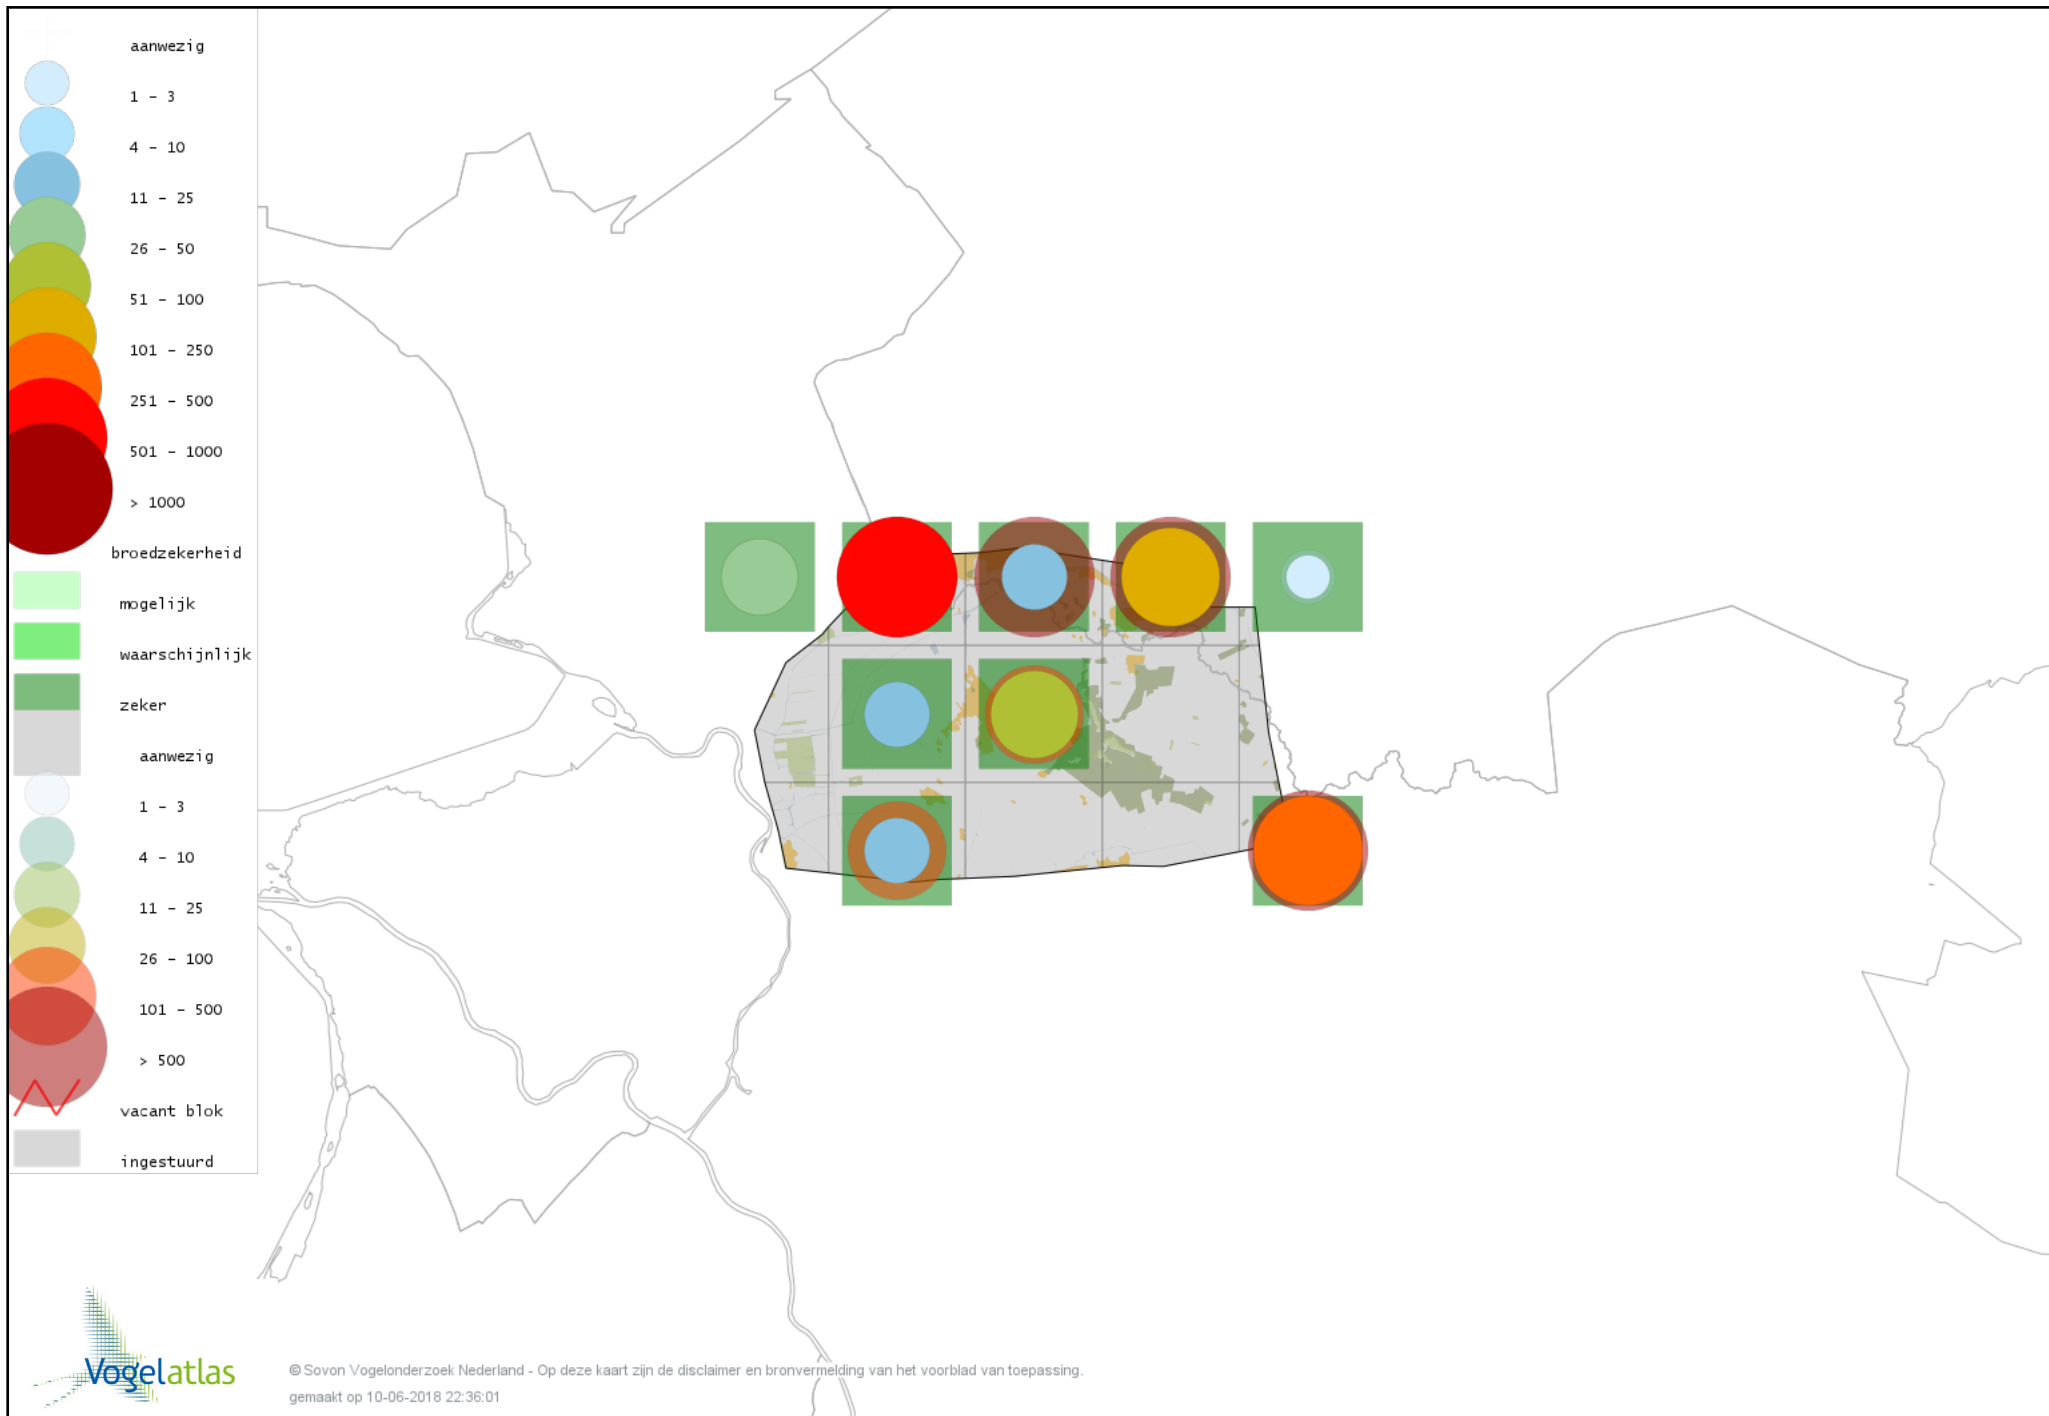 aanwezig
1 - 3
4 - 10
11 - 25
26 - 50
51 - 100
101 - 250
251 - 500
501 - 1000
> 1000
broedzekerheid
mogelijk
waarschijnlijk
zeker
aanwezig
1 - 3
4 - 10
11 - 25
26 - 100
101 - 500
> 500
vacant blok
ingestuurd
Vogelatlas
© Sovon Vogelonderzoek Nederland - Op deze kaart zijn de disclaimer en bronvermelding van het voorblad van toepassing.
gemaakt op 10-06-2018 22:36:01